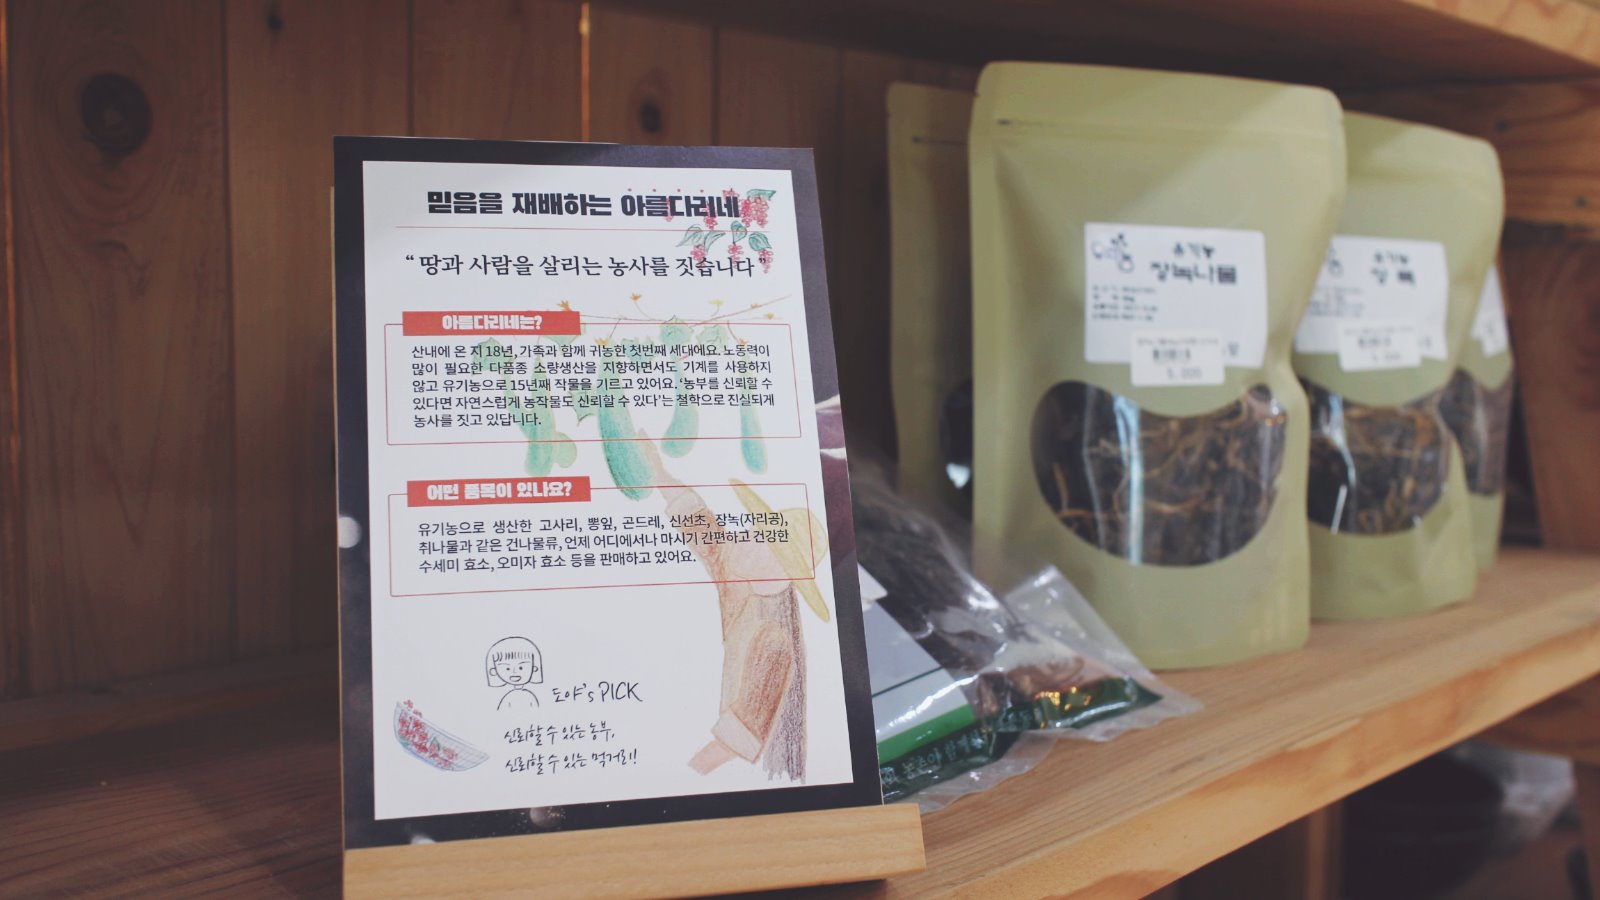 믿음을 재배하는 아름다리네
“ 땅과 사람을 살리는 농사를 짓습니다 ”
아름다리네는?
산내에 온 지 18년, 가족과 함께 귀농한 첫번째 세대에요. 노동력이
많이 필요한 다품종 소량생산을 지향하면서도 기계를 사용하지
않고 유기농으로 15년째 작물을 기르고 있어요. ‘농부를 신뢰할 수
있다면 자연스럽게 농작물도 신뢰할 수 있다’는 철학으로 진실되게
농사를 짓고 있답니다.
어떤 품목이 있나요?
유기농으로 생산한 고사리, 뽕잎, 곤드레, 신선초, 장녹(자리공),
취나물과 같은 건나물류, 언제 어디에서나 마시기 간편하고 건강한
수세미 효소, 오미자 효소 등을 판매하고 있어요.
도야's PICK
신뢰할 수 있는 농부,
신뢰할 수 있는 먹거리!!
유기농
장녹나물
5,000
유기농